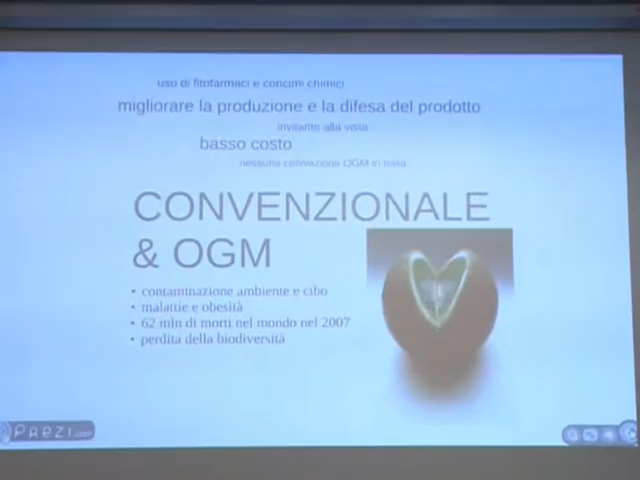 uso di fitofarmaci e concimi chimici
migliorare la produzione e la difesa del prodotto
invitante alla vista
basso costo
nessuna coltivazione OGM in Italia
CONVENZIONALE
& OGM
• contaminazione ambiente e cibo
• malattie e obesità
• 62 mln di morti nel mondo nel 2007
• perdita della biodiversità
PREZI.com